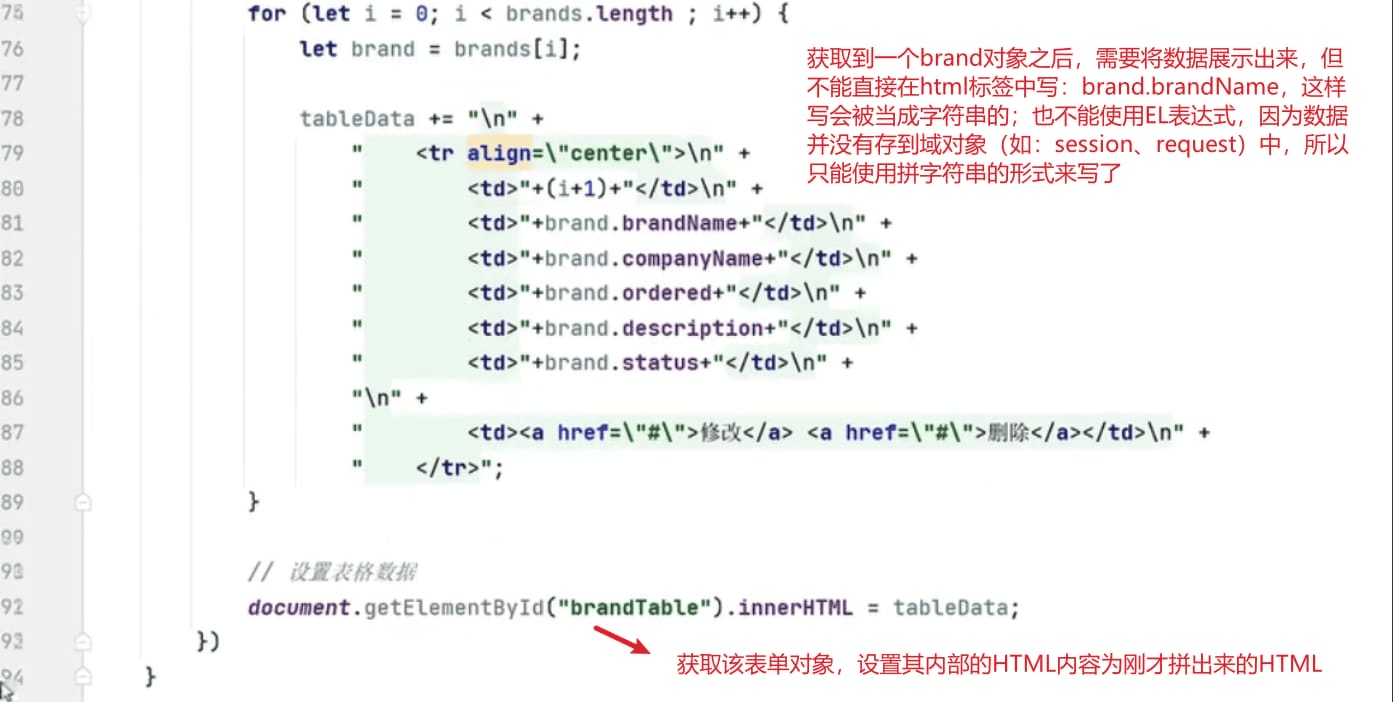 75 for (let i = 0; i < brands.length ; i++) {
76 let brand = brands[i];
77
78 tableData += "\n" +
79 " <tr align=\"center\">\n" +
80 " <td>"+(i+1)+"</td>\n" +
81 " <td>"+brand.brandName+"</td>\n" +
82 " <td>"+brand.companyName+"</td>\n" +
83 " <td>"+brand.ordered+"</td>\n" +
84 " <td>"+brand.description+"</td>\n" +
85 " <td>"+brand.status+"</td>\n" +
86 "\n" +
87 " <td><a href=\"#\">修改</a> <a href=\"#\">删除</a></td>\n" +
88 " </tr>";
89 }
// 设置表格数据
92 document.getElementById("brandTable").innerHTML = tableData;
93 })
94 }
获取到一个brand对象之后，需要将数据展示出来，但
不能直接在html标签中写：brand.brandName，这样
写会被当成字符串的；也不能使用EL表达式，因为数据
并没有存到域对象（如：session、request）中，所以
只能使用拼字符串的形式来写了
获取该表单对象，设置其内部的HTML内容为刚才拼出来的HTML